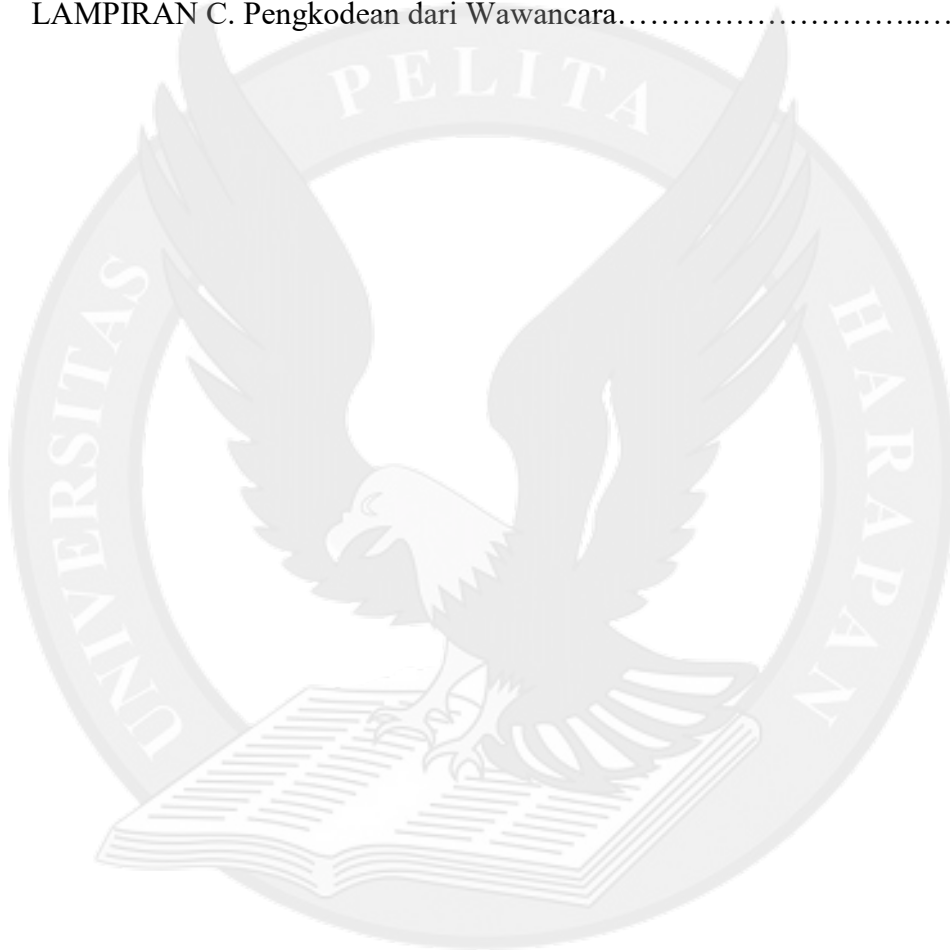 LAMPIRAN C. Pengkodean dari Wawancara………………………..…
UNIVERSITAS PELITA HARAPAN